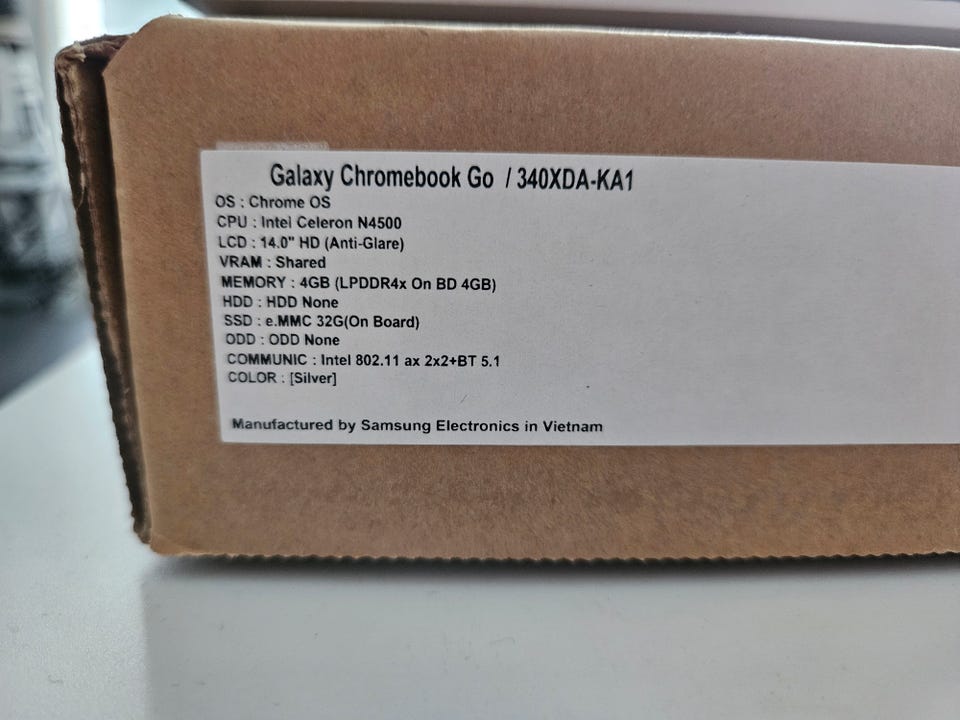 Galaxy Chromebook Go / 340XDA-KA1
OS : Chrome OS
CPU : Intel Celeron N4500
LCD : 14.0" HD (Anti-Glare)
VRAM : Shared
MEMORY : 4GB (LPDDR4x On BD 4GB)
HDD : HDD None
SSD : e.MMC 32G(On Board)
ODD : ODD None
COMMUNIC : Intel 802.11 ax 2x2+BT 5.1
COLOR : [Silver]
Manufactured by Samsung Electronics in Vietnam